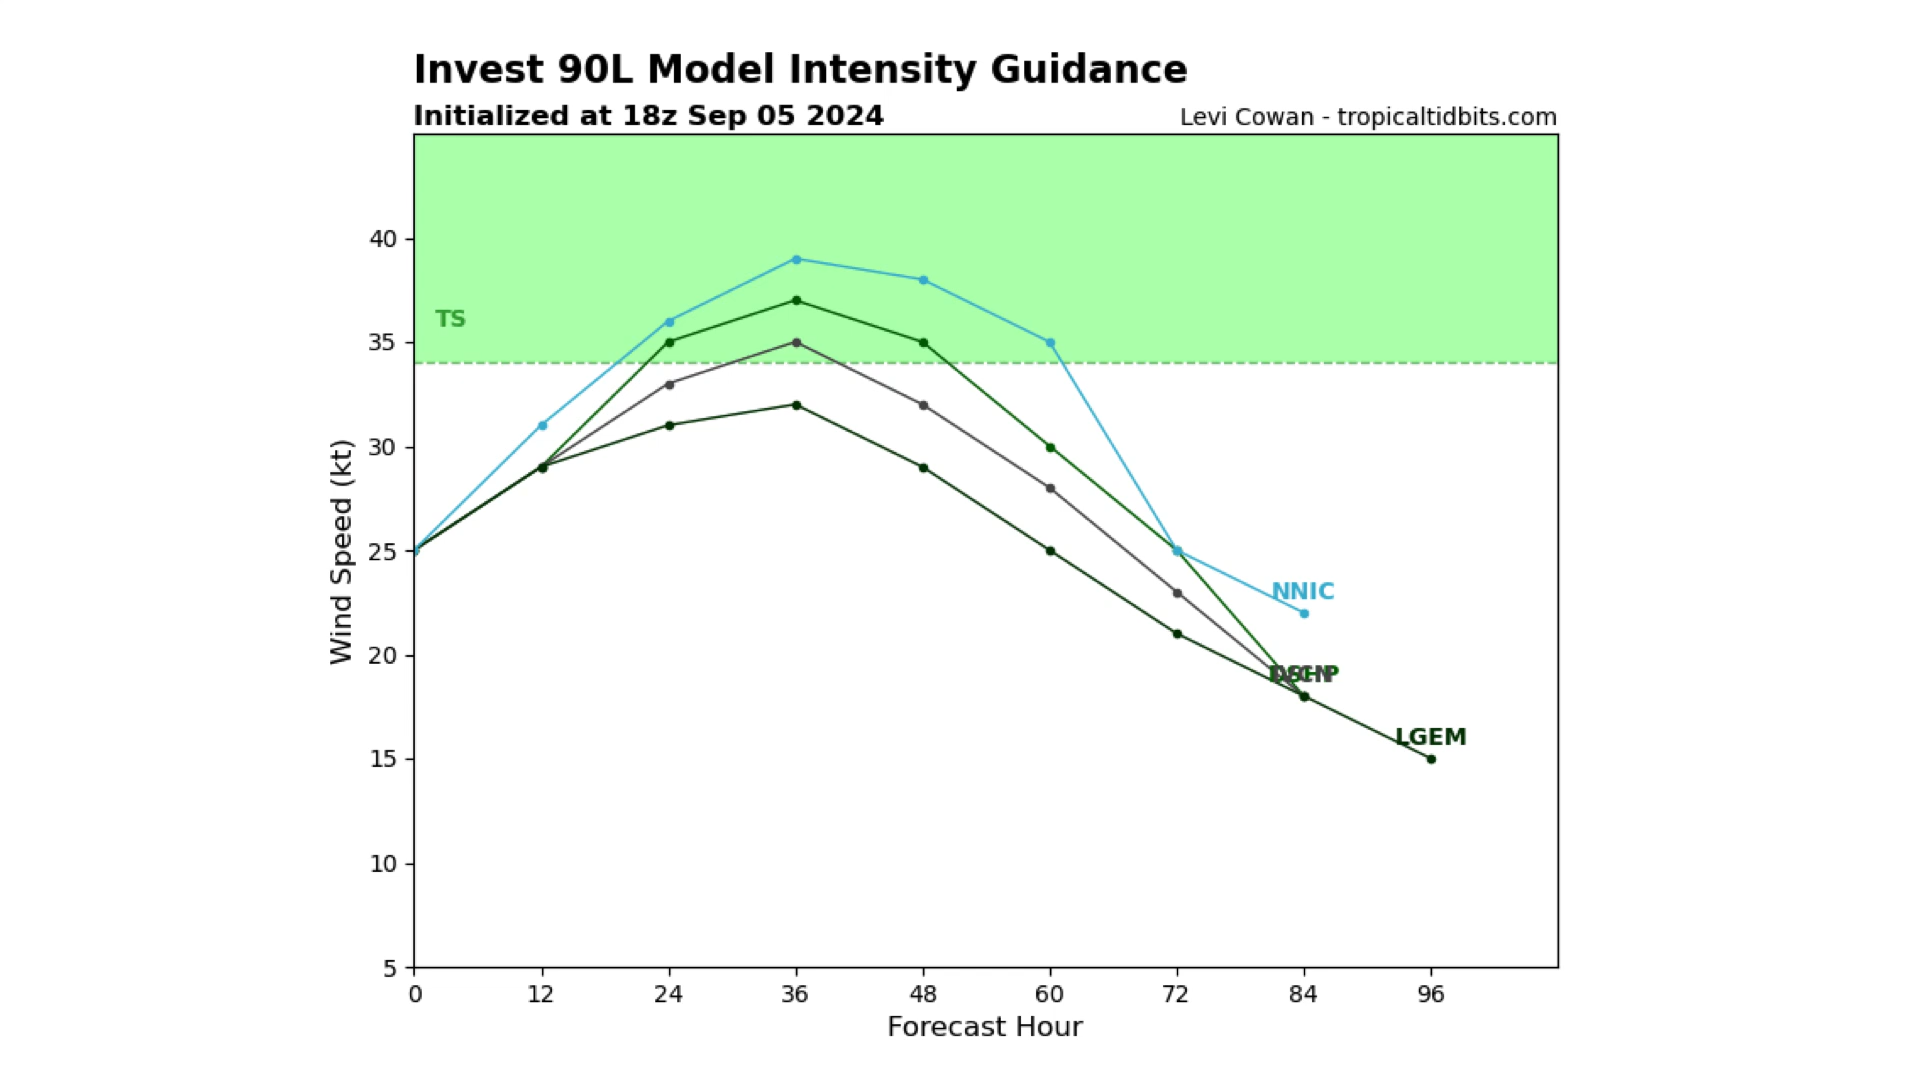 Invest 90L Model Intensity Guidance
Initialized at 18z Sep 05 2024
Levi Cowan - tropicaltidbits.com
TS
40
35
30
25
20
15
10
5
Wind Speed (kt)
NNIC
LGEM
0 12 24 36 48 60 72 84 96
Forecast Hour